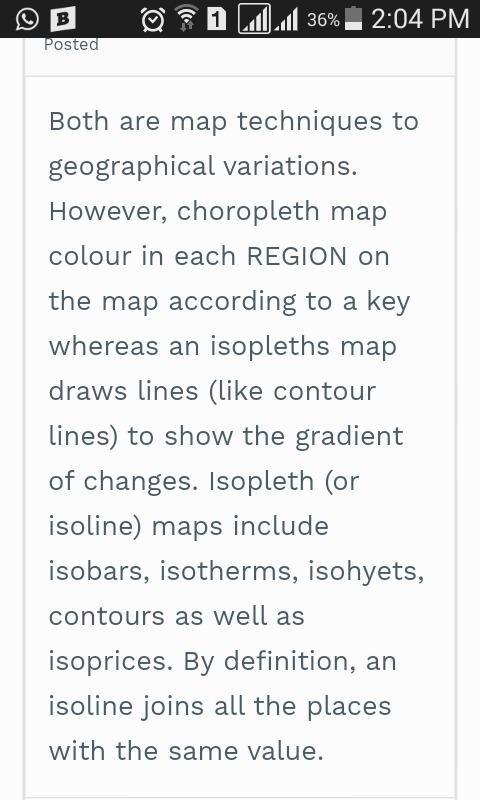 1 36% 2:04 PM
Posted
Both are map techniques to
geographical variations.
However, choropleth map
colour in each REGION on
the map according to a key
whereas an isopleths map
draws lines (like contour
lines) to show the gradient
of changes. Isopleth (or
isoline) maps include
isobars, isotherms, isohyets,
contours as well as
isoprices. By definition, an
isoline joins all the places
with the same value.